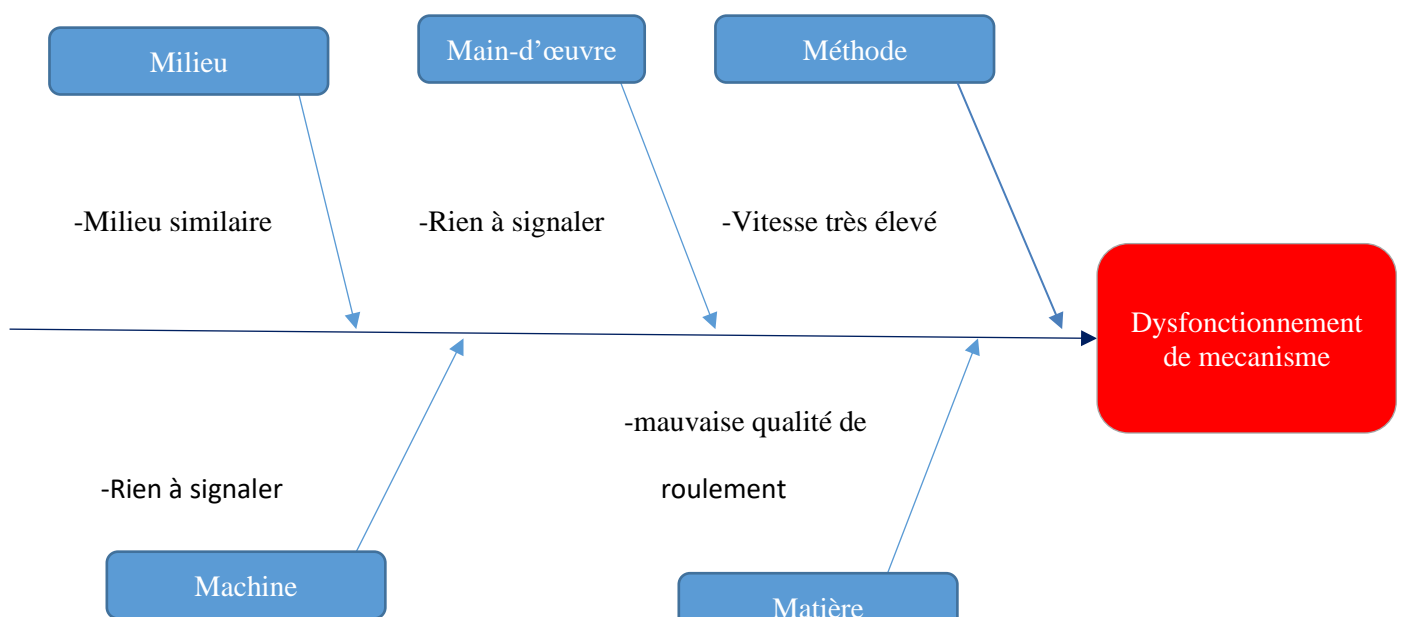 Milieu
Main-d’œuvre
Méthode
-Milieu similaire
-Rien à signaler
-Vitesse très élevé
Dysfonctionnement
de mecanisme
-mauvaise qualité de
roulement
-Rien à signaler
Machine
Matière